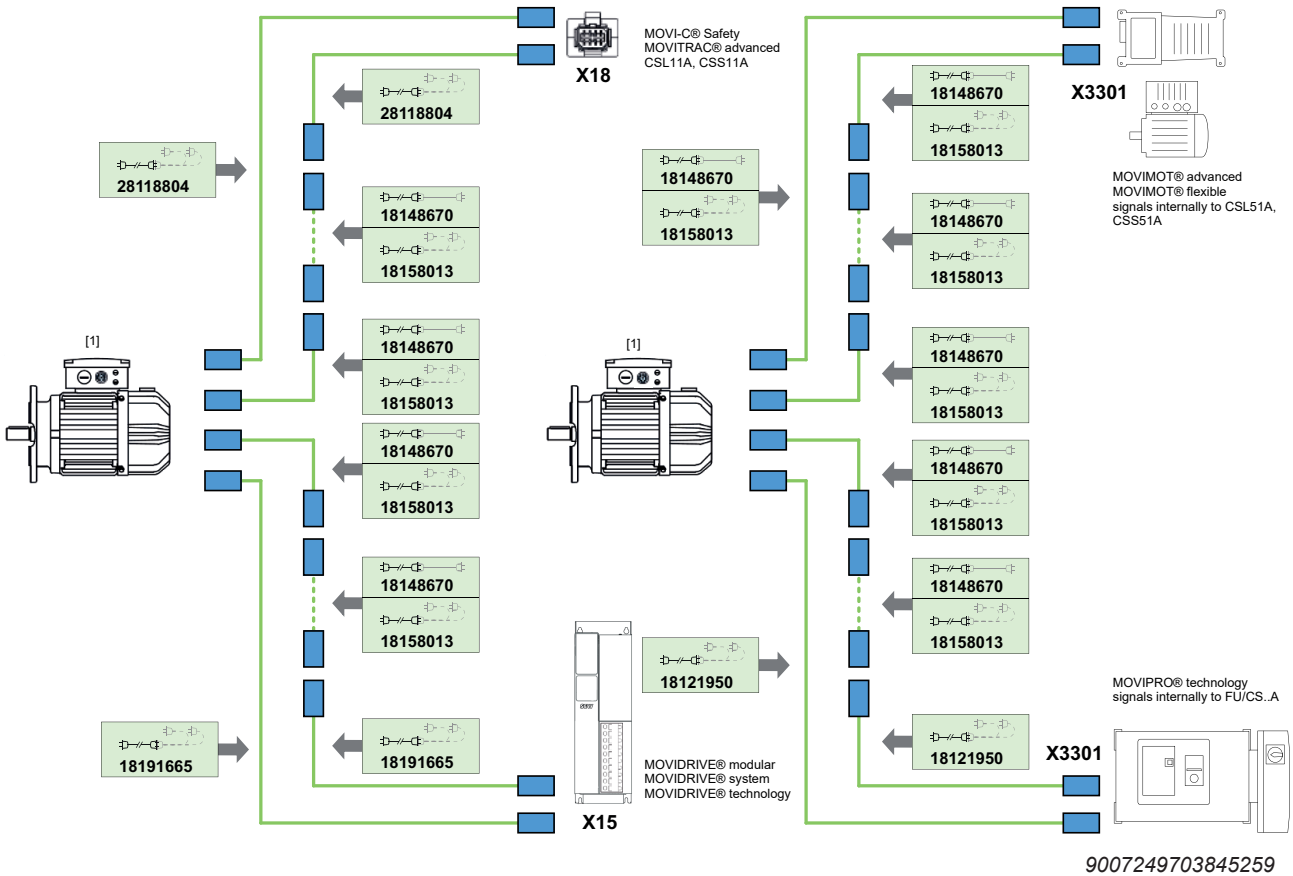 MOVI-C® Safety
MOVITRAC® advanced
CSL11A, CSS11A
X18
28118804
28118804
18148670
18158013
[1]
18148670
18158013
18148670
18158013
18148670
18158013
18191665
18191665
SEW
MOVIDRIVE® modular
MOVIDRIVE® system
MOVIDRIVE® technology
X15
X3301
18148670
18158013
MOVIMOT® advanced
MOVIMOT® flexible
signals internally to CSL51A,
CSS51A
18148670
18158013
18148670
18158013
[1]
18148670
18158013
18148670
18158013
18148670
18158013
18121950
18121950
MOVIPRO® technology
signals internally to FU/CS..A
X3301
9007249703845259